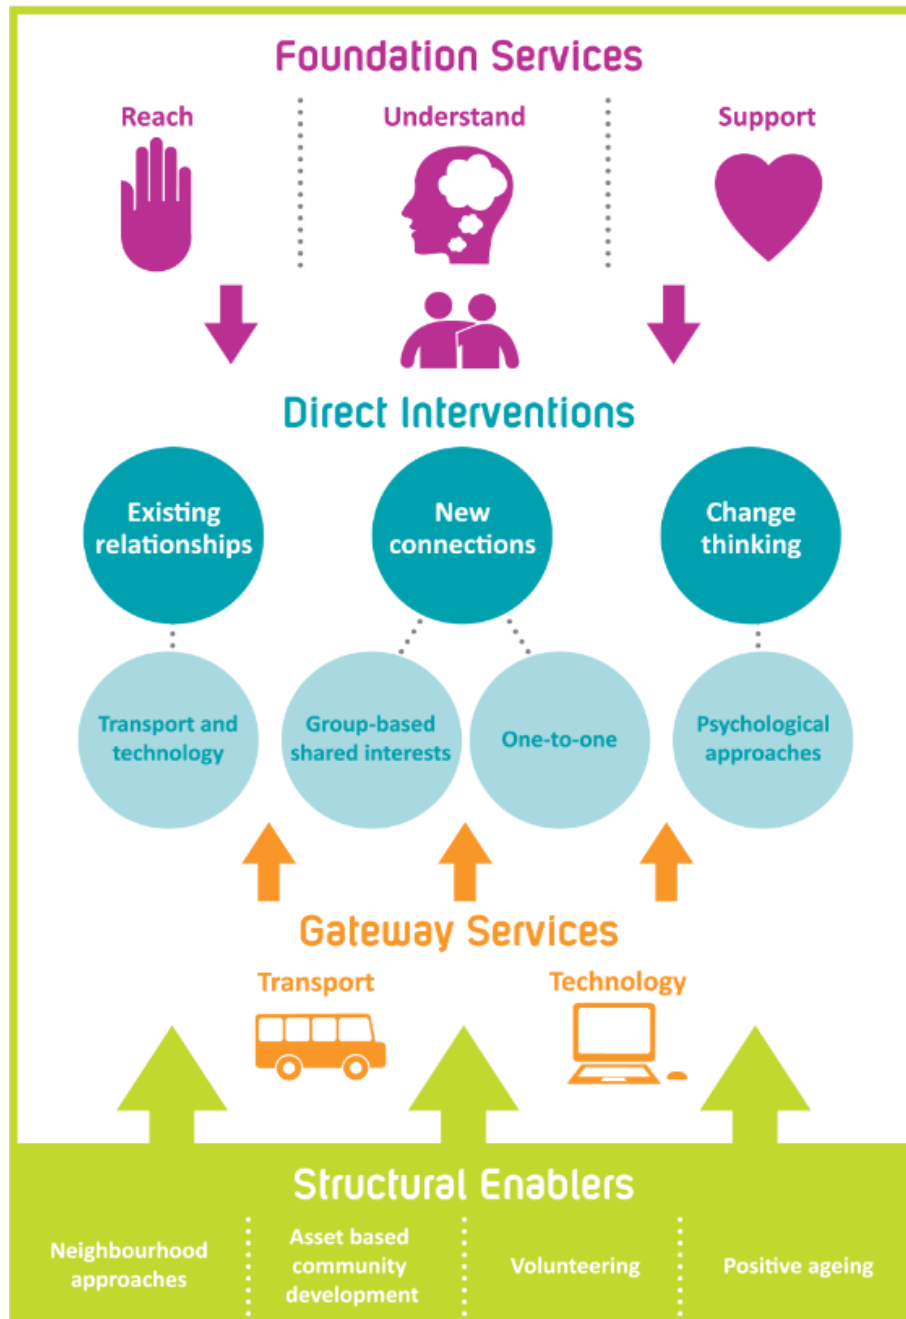 Foundation Services
Reach
Understand
Support
Direct Interventions
Existing
relationships
New
connections
Change
thinking
Transport and
technology
Group-based
shared interests
One-to-one
Psychological
approaches
Gateway Services
Transport
Technology
Structural Enablers
Neighbourhood
approaches
Asset based
community
development
Volunteering
Positive ageing